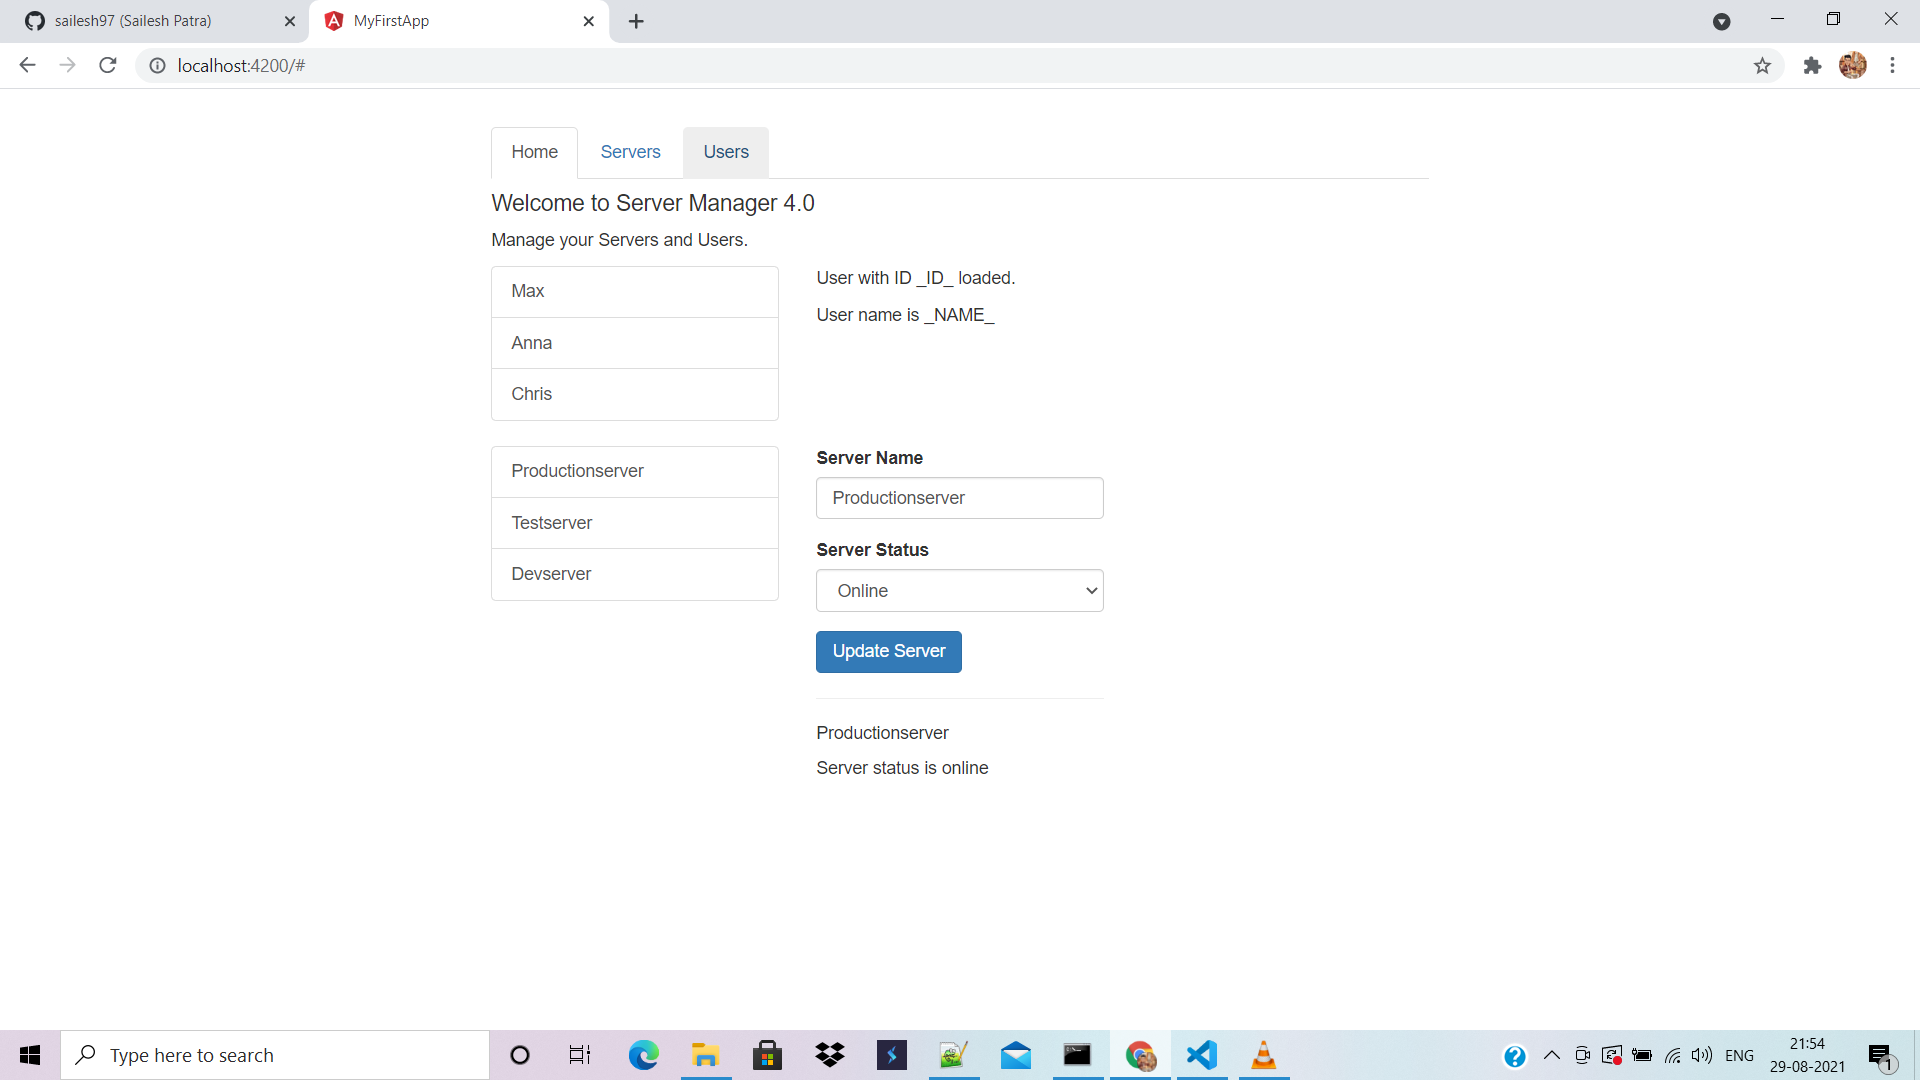 sailesh97 (Sailesh Patra)
MyFirstApp
localhost:4200/#
Home Servers Users
Welcome to Server Manager 4.0
Manage your Servers and Users.
Max
Anna
Chris
User with ID _ID_ loaded.
User name is _NAME_
Productionserver
Testserver
Devserver
Server Name
Productionserver
Server Status
Online
Update Server
Productionserver
Server status is online
Type here to search
ENG
21:54
29-08-2021
1